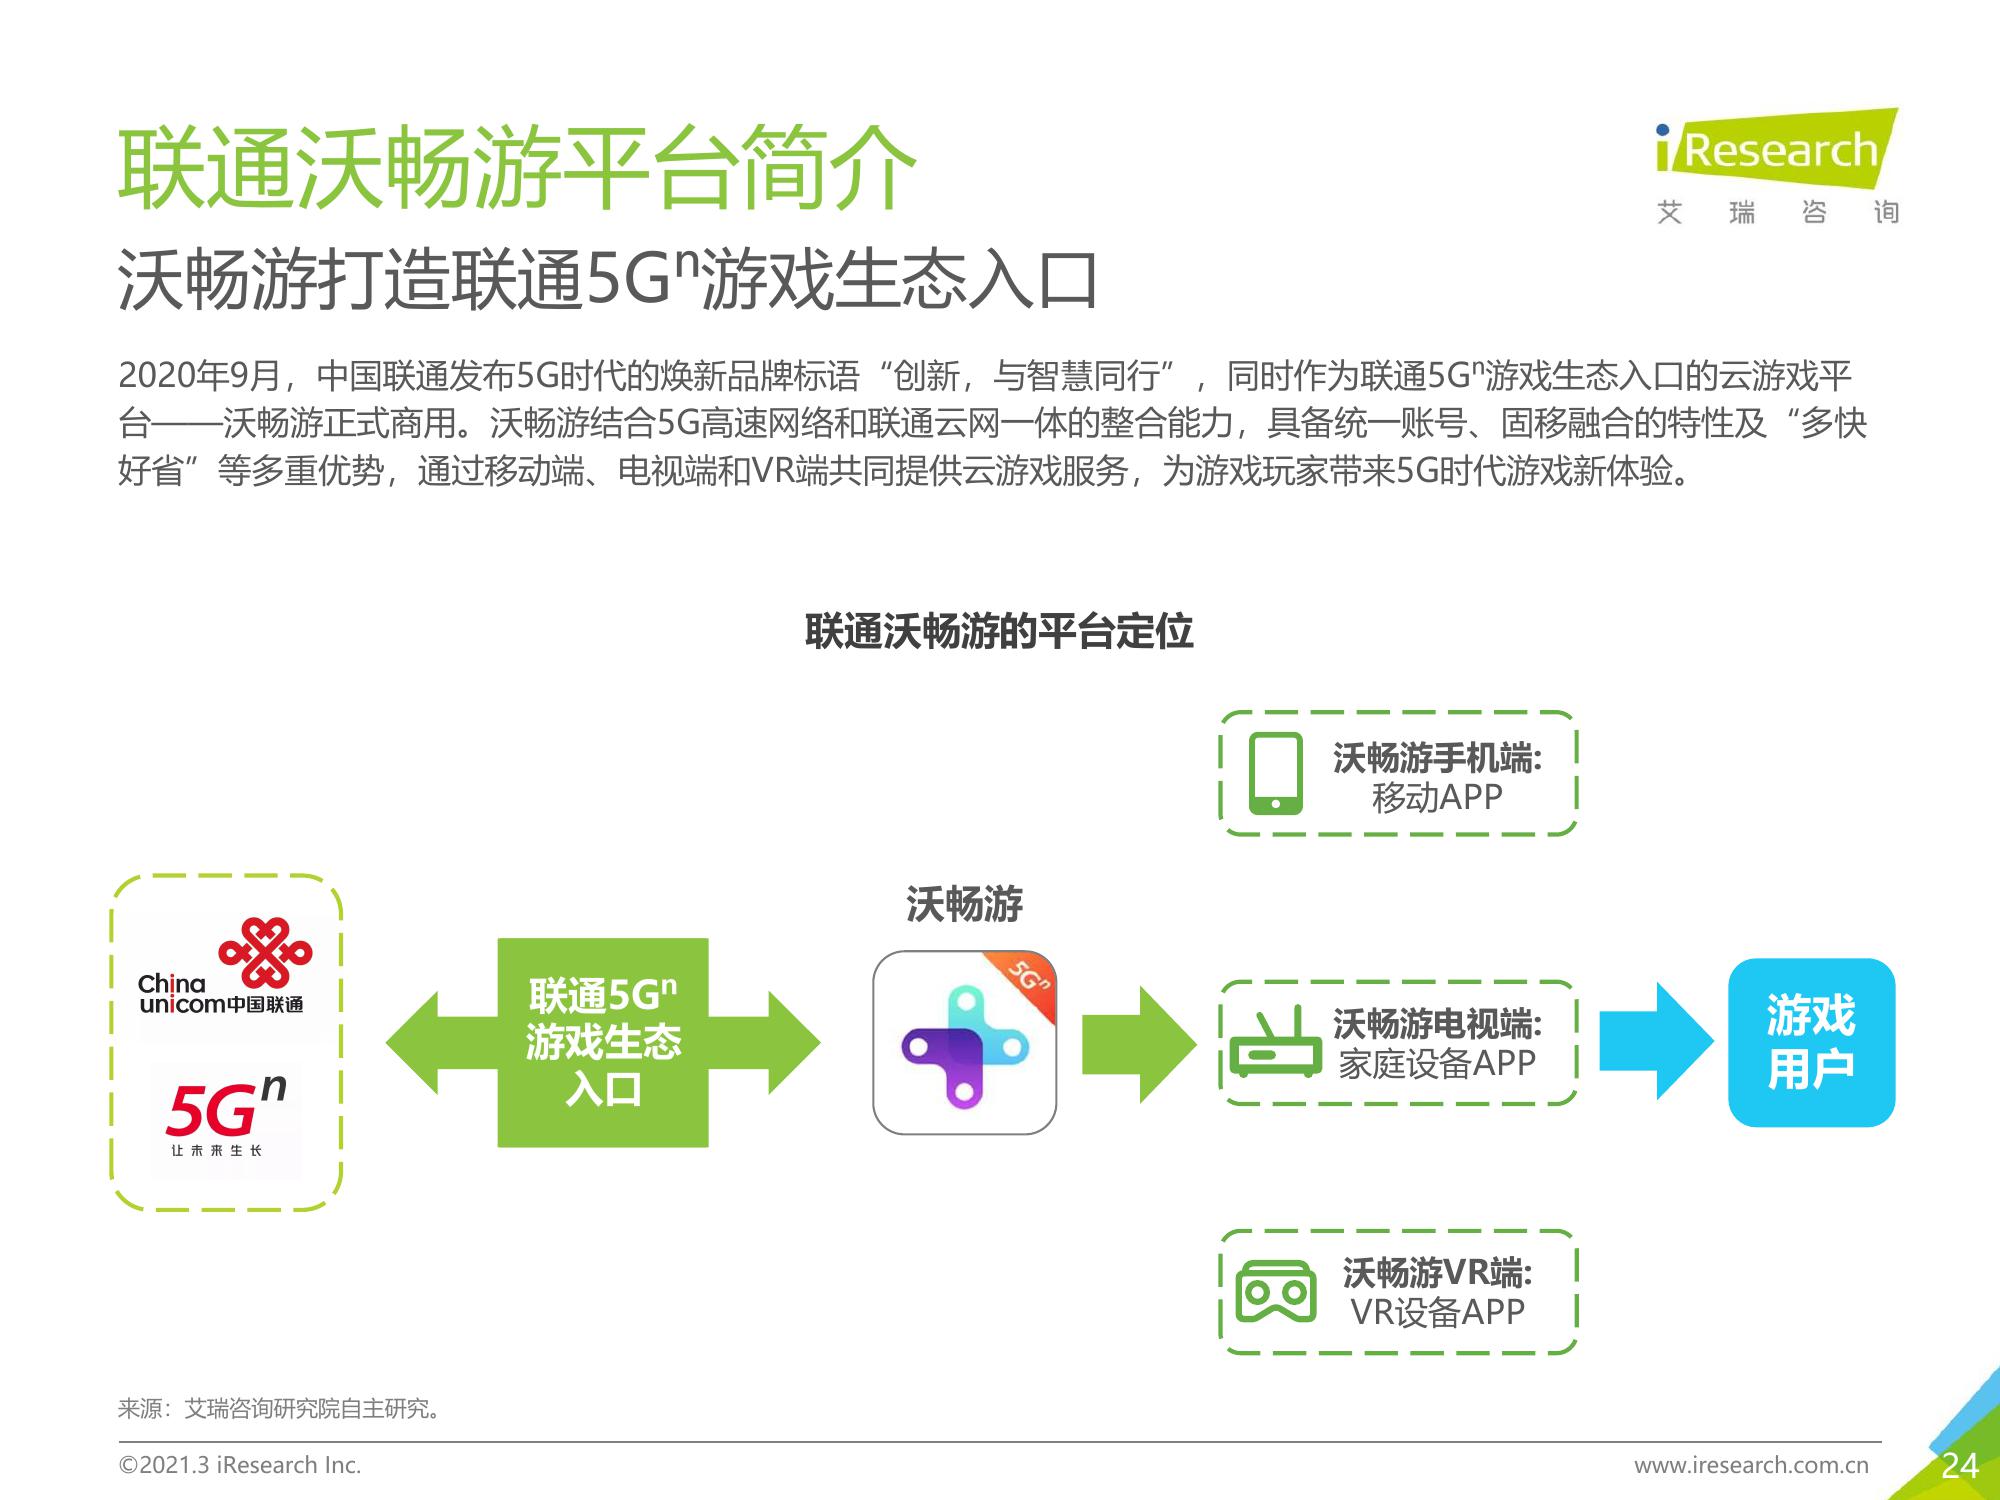 联通沃畅游平台简介
iResearch
艾瑞咨询
沃畅游打造联通5Gⁿ游戏生态入口
2020年9月，中国联通发布5G时代的焕新品牌标语“创新，与智慧同行”，同时作为联通5Gⁿ游戏生态入口的云游戏平
台——沃畅游正式商用。沃畅游结合5G高速网络和联通云网一体的整合能力，具备统一账号、固移融合的特性及“多快
好省”等多重优势，通过移动端、电视端和VR端共同提供云游戏服务，为游戏玩家带来5G时代游戏新体验。
联通沃畅游的平台定位
China
unicom中国联通
5Gⁿ
让未来生长
联通5Gⁿ
游戏生态
入口
沃畅游
5Gⁿ
沃畅游手机端:
移动APP
沃畅游电视端:
家庭设备APP
沃畅游VR端:
VR设备APP
游戏
用户
来源：艾瑞咨询研究院自主研究。
©2021.3 iResearch Inc.
www.iresearch.com.cn
24